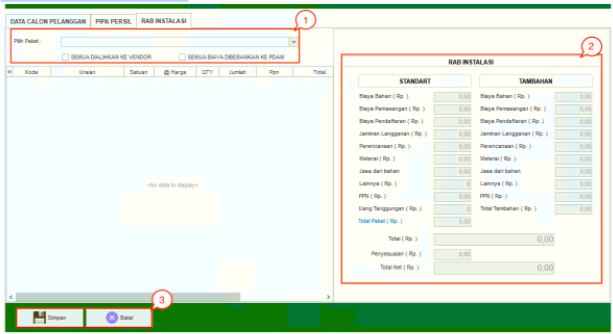 DATA CALON PELANGGAN PIPA PERSIL RAB INSTALASI
1
Pilih Paket :
SEMUA DIALIHKAN KE VENDOR SEMUA BIAYA DIBEBANKAN KE PDAM
Kode Uraian Satuan @ Harga QTY Jumlah Ppn Total
<No data to display>
2
RAB INSTALASI
STANDART TAMBAHAN
Biaya Bahan ( Rp. ) 0,00 Biaya Bahan ( Rp. ) 0,00
Biaya Pemasangan ( Rp. ) 0,00 Biaya Pemasangan ( Rp. ) 0,00
Biaya Pendaftaran ( Rp. ) 0,00 Biaya Pendaftaran ( Rp. ) 0,00
Jaminan Langganan ( Rp. ) 0,00 Jaminan Langganan ( Rp. ) 0,00
Perencanaan ( Rp. ) 0,00 Perencanaan ( Rp. ) 0,00
Materai ( Rp. ) 0,00 Materai ( Rp. ) 0,00
Jasa dari bahan 0,00 Jasa dari bahan 0,00
Lainnya ( Rp. ) 0 Lainnya ( Rp. ) 0,00
PPN ( Rp. ) 0,00 PPN ( Rp. ) 0,00
Uang Tanggungan ( Rp. ) 0 Total Tambahan ( Rp. ) 0,00
Total Paket ( Rp. ) 0,00
Total ( Rp. ) 0,00
Penyesuaian ( Rp. ) 0,00
Total Net ( Rp. ) 0,00
3
Simpan Batal